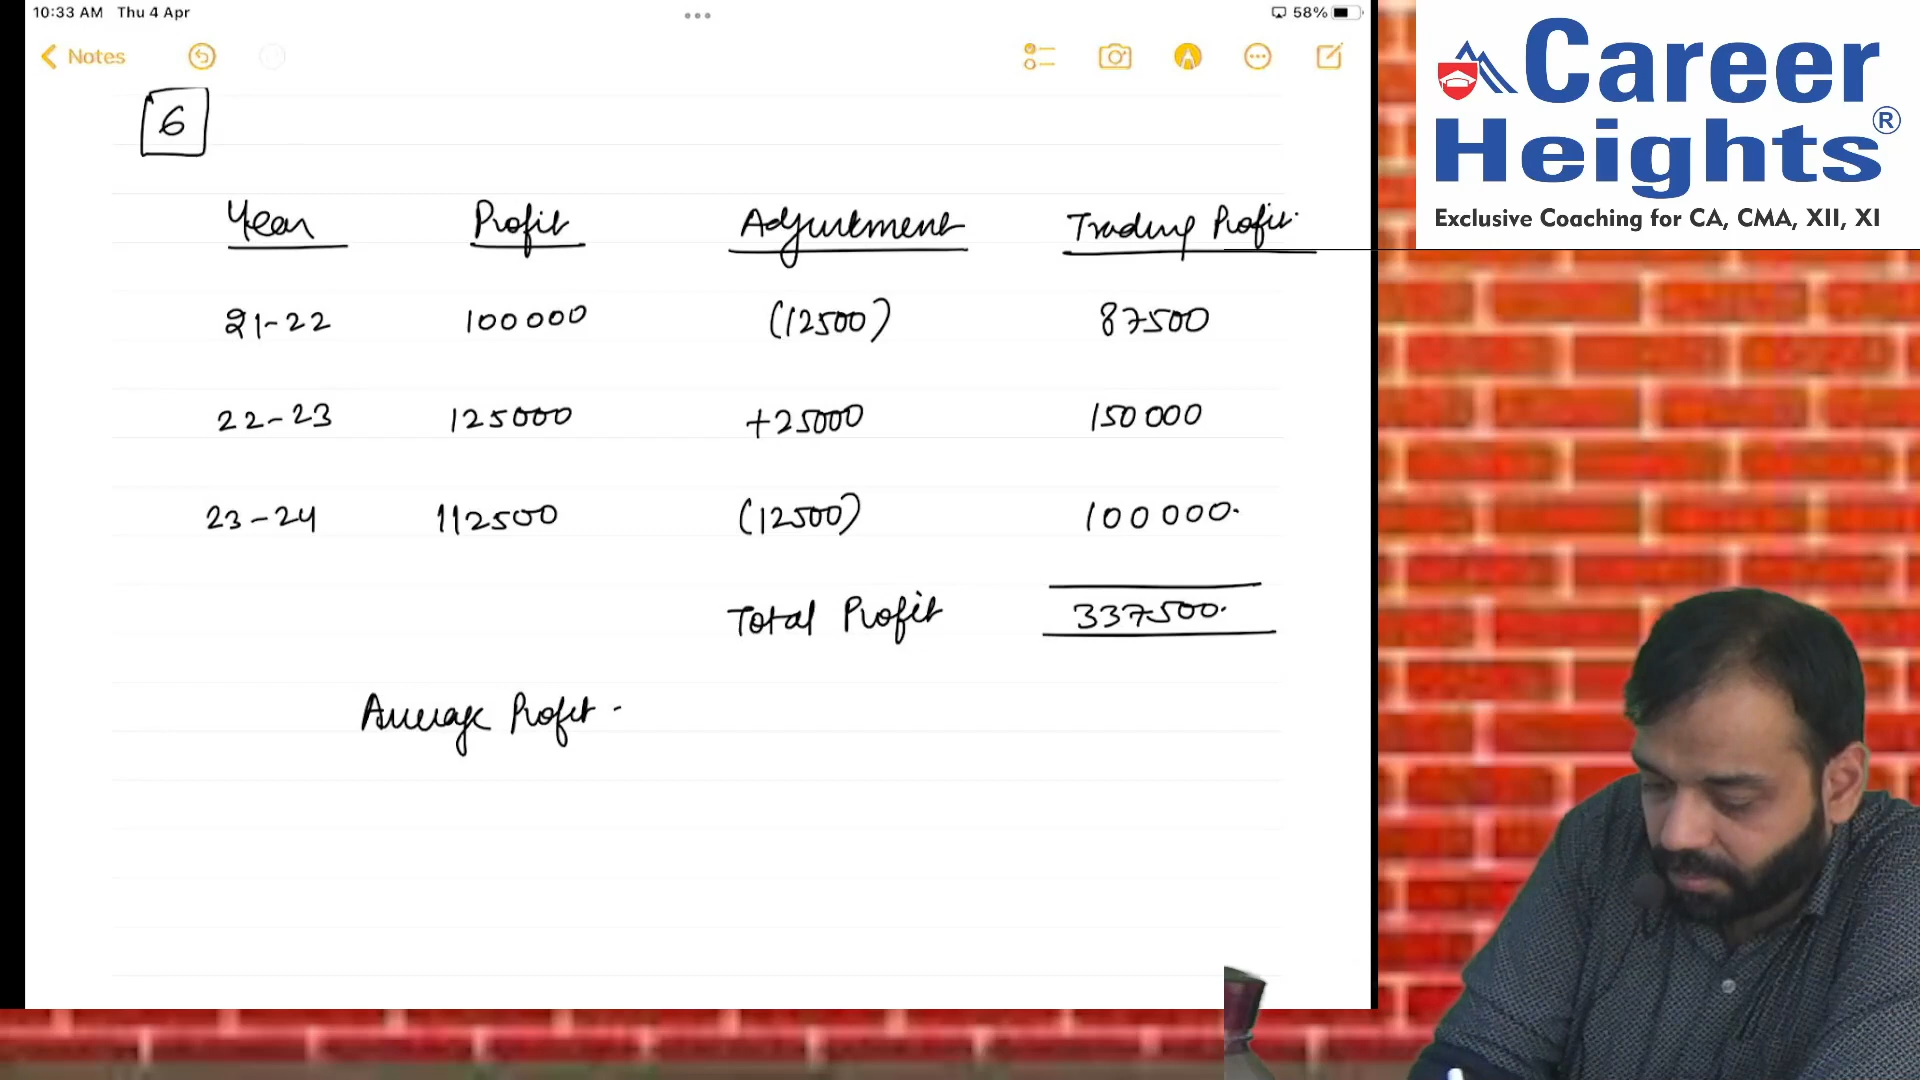 10:33 AM Thu 4 Apr
58%
Notes
6
Year Profit Adjustment Trading Profit
21-22 100000 (12500) 87500
22-23 125000 +25000 150000
23-24 112500 (12500) 100000
Total Profit 337500
Average Profit -
Career
Heights®
Exclusive Coaching for CA, CMA, XII, XI